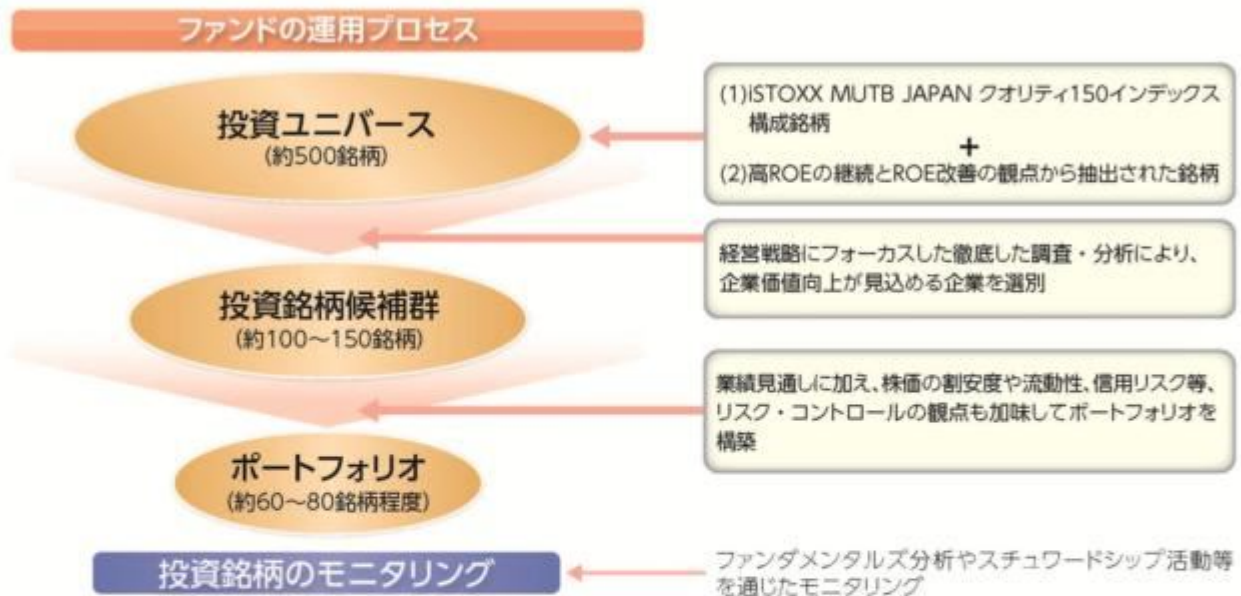 ファンドの運用プロセス
投資ユニバース
(約500銘柄)
(1)iSTOXX MUTB JAPAN クオリティ150インデックス
構成銘柄
+
(2)高ROEの継続とROE改善の観点から抽出された銘柄
経営戦略にフォーカスした徹底した調査・分析により、
企業価値向上が見込める企業を選別
投資銘柄候補群
(約100～150銘柄)
業績見通しに加え、株価の割安度や流動性、信用リスク等、
リスク・コントロールの観点も加味してポートフォリオを
構築
ポートフォリオ
(約60～80銘柄程度)
投資銘柄のモニタリング
ファンダメンタルズ分析やスチュワードシップ活動等
を通じたモニタリング